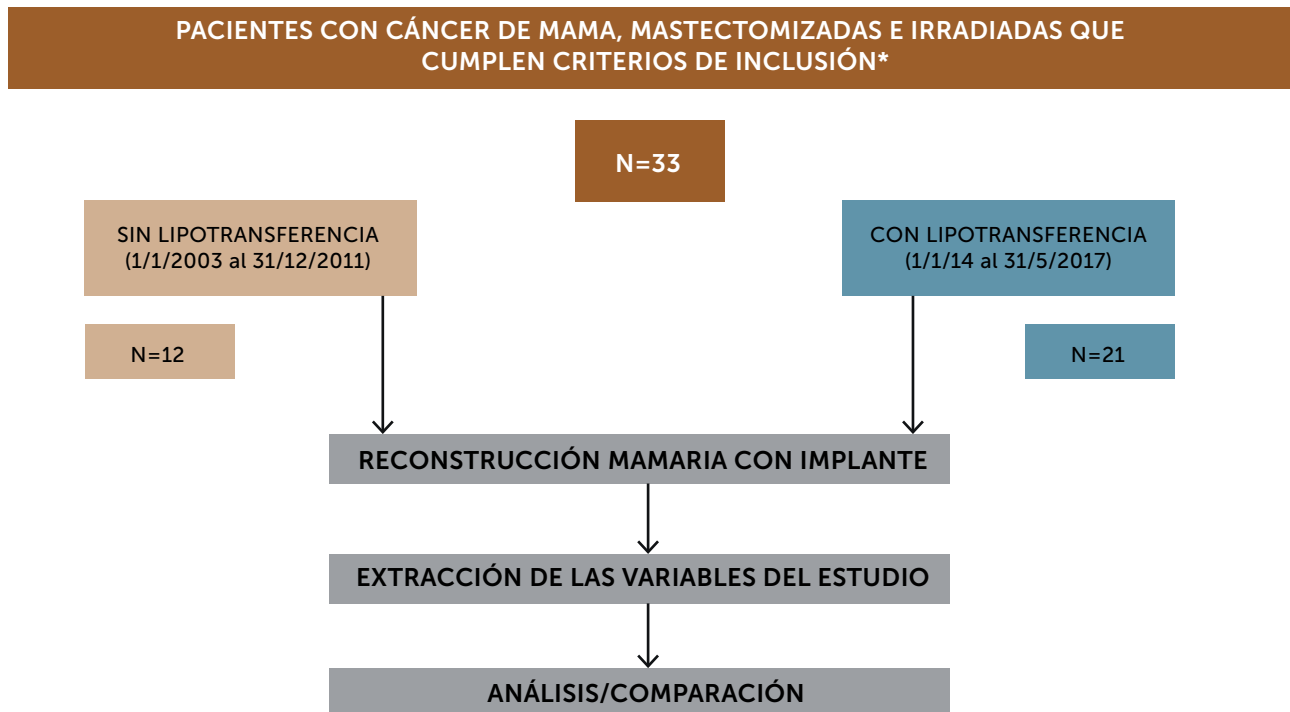 PACIENTES CON CÁNCER DE MAMA, MASTECTOMIZADAS E IRRADIADAS QUE
CUMPLEN CRITERIOS DE INCLUSIÓN*
N=33
SIN LIPOTRANSFERENCIA
(1/1/2003 al 31/12/2011)
N=12
CON LIPOTRANSFERENCIA
(1/1/14 al 31/5/2017)
N=21
RECONSTRUCCIÓN MAMARIA CON IMPLANTE
EXTRACCIÓN DE LAS VARIABLES DEL ESTUDIO
ANÁLISIS/COMPARACIÓN